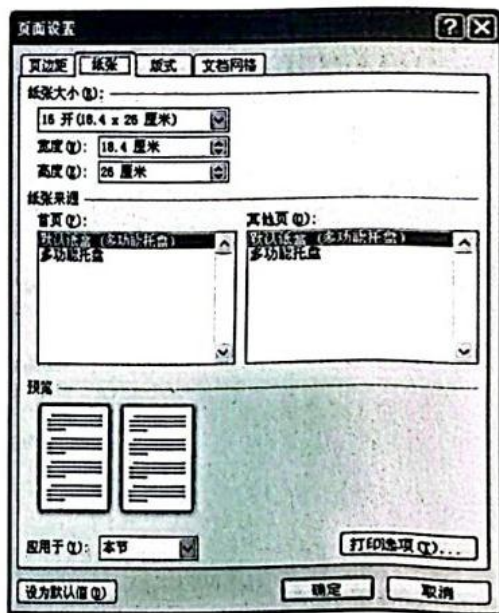 页面设置
页边距 纸张 版式 文档网格
纸张大小(R):
16 开(18.4 x 26 厘米)
宽度(W): 18.4 厘米
高度(E): 26 厘米
纸张来源
首页(F): 其他页(O):
默认纸盒 (多功能托盘) 默认纸盒 (多功能托盘)
多功能托盘 多功能托盘
预览
应用于(Y): 本节 打印选项(T)...
设为默认值(D) 确定 取消